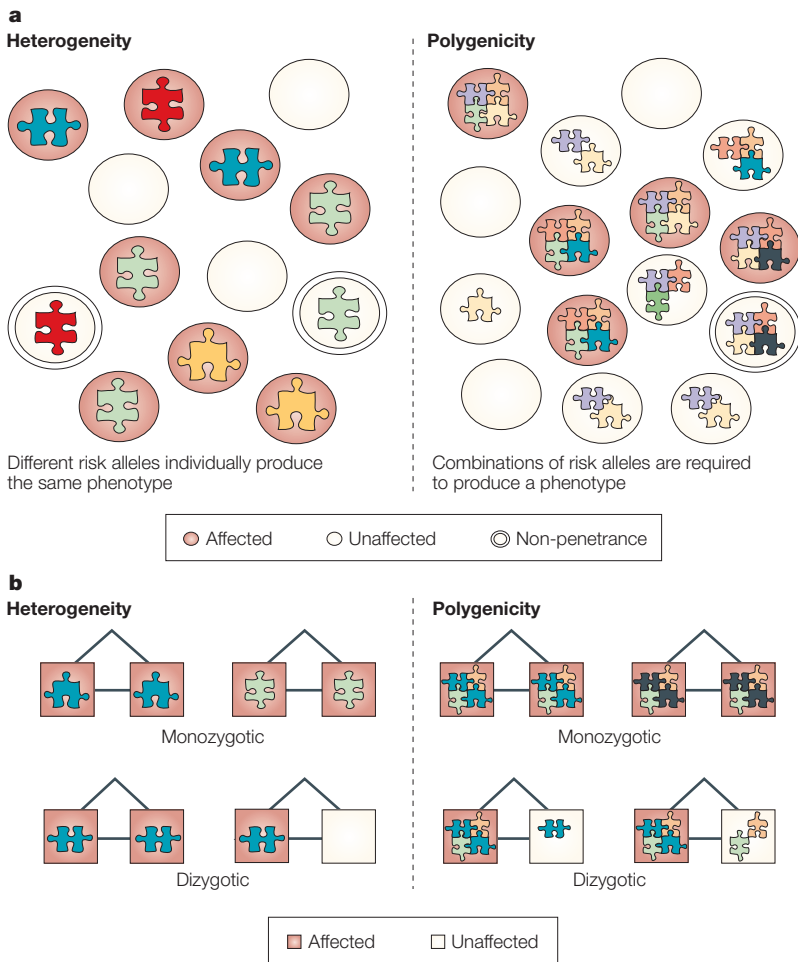 a
Heterogeneity
Polygenicity
Different risk alleles individually produce
the same phenotype
Combinations of risk alleles are required
to produce a phenotype
Affected
Unaffected
Non-penetrance
b
Heterogeneity
Polygenicity
Monozygotic
Monozygotic
Dizygotic
Dizygotic
Affected
Unaffected